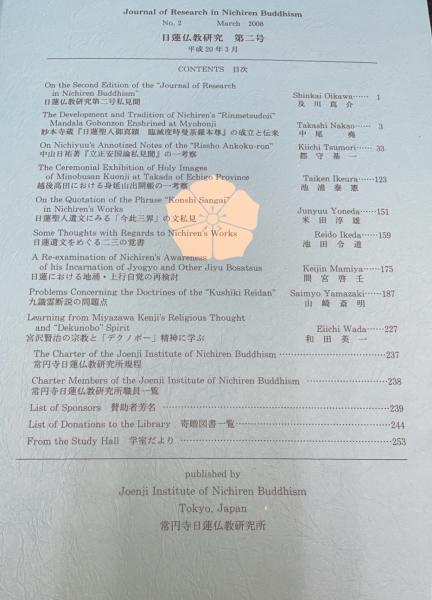 Journal of Research in Nichiren Buddhism
No. 2 March 2008
日蓮仏教研究 第二号
平成20年3月
CONTENTS 目次
On the Second Edition of the "Journal of Research
in Nichiren Buddhism" Shinkai Oikawa…… 1
日蓮仏教研究第二号私見聞 及川真介
The Development and Tradition of Nichiren's "Rinmetsudoji"
Mandala Gohonzon Enshrined at Myohonji Takashi Nakao…… 3
妙本寺蔵『日蓮聖人御真蹟 臨滅度時曼荼羅本尊』の成立と伝来 中尾堯
On Nichiyuu's Annotized Notes of the "Rissho Ankoku-ron" Kiichi Tsumori…… 33
中山日祐著『立正安国論私見聞』の一考察 都守基一
The Ceremonial Exhibition of Holy Images
of Minobusan Kuonji at Takada of Echigo Province Taiken Ikeura……123
越後高田における身延山出開帳の一考察 池浦泰憲
On the Quotation of the Phrase "Konshi Sangai"
in Nichiren's Works Junyuu Yoneda……151
日蓮聖人遺文にみる「今此三界」の文私見 米田淳雄
Some Thoughts with Regards to Nichiren's Works Reido Ikeda……159
日蓮遺文をめぐる二三の覚書 池田令道
A Re-examination of Nichiren's Awareness
of his Incarnation of Jyogyo and Other Jiyu Bosatsus Keijin Mamiya……175
日蓮における地涌・上行自覚の再検討 間宮啓壬
Problems Concerning the Doctrines of the "Kushiki Reidan" Saimyo Yamazaki……187
九識霊断説の問題点 山﨑斎明
Learning from Miyazawa Kenji's Religious Thought
and "Dekunobo" Spirit Eiichi Wada……227
宮沢賢治の宗教と「デクノボー」精神に学ぶ 和田英一
The Charter of the Joenji Institute of Nichiren Buddhism ……237
常円寺日蓮仏教研究所規程
Charter Members of the Joenji Institute of Nichiren Buddhism ……238
常円寺日蓮仏教研究所職員一覧
List of Sponsors 賛助者芳名 ……239
List of Donations to the Library 寄贈図書一覧……244
From the Study Hall 学室だより ……253
published by
Joenji Institute of Nichiren Buddhism
Tokyo, Japan
常円寺日蓮仏教研究所